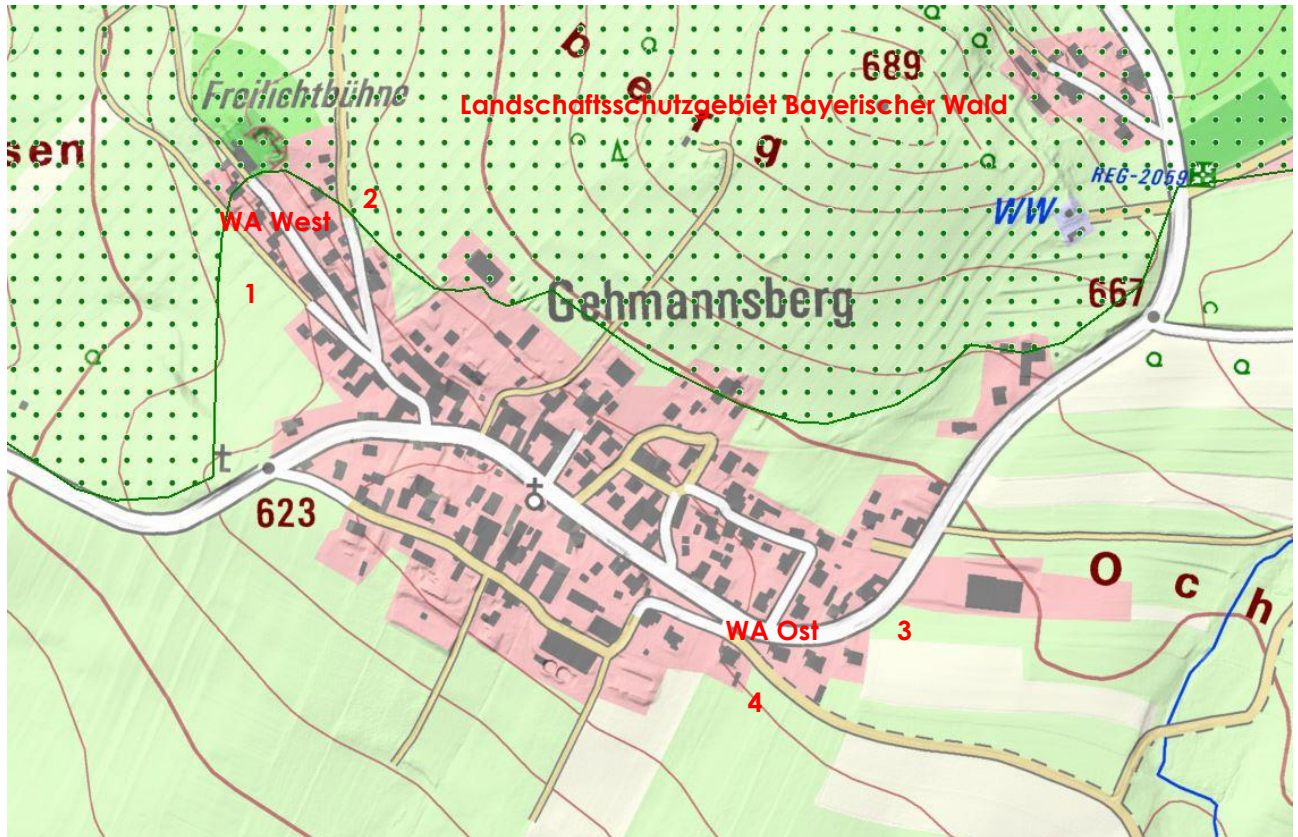 b
e
r
g
689
Landschaftsschutzgebiet Bayerischer Wald
Freilichtbühne
sen
REG-2059
2
WW
WA West
1
Gehmannsberg
667
623
O c h
WA Ost
3
4